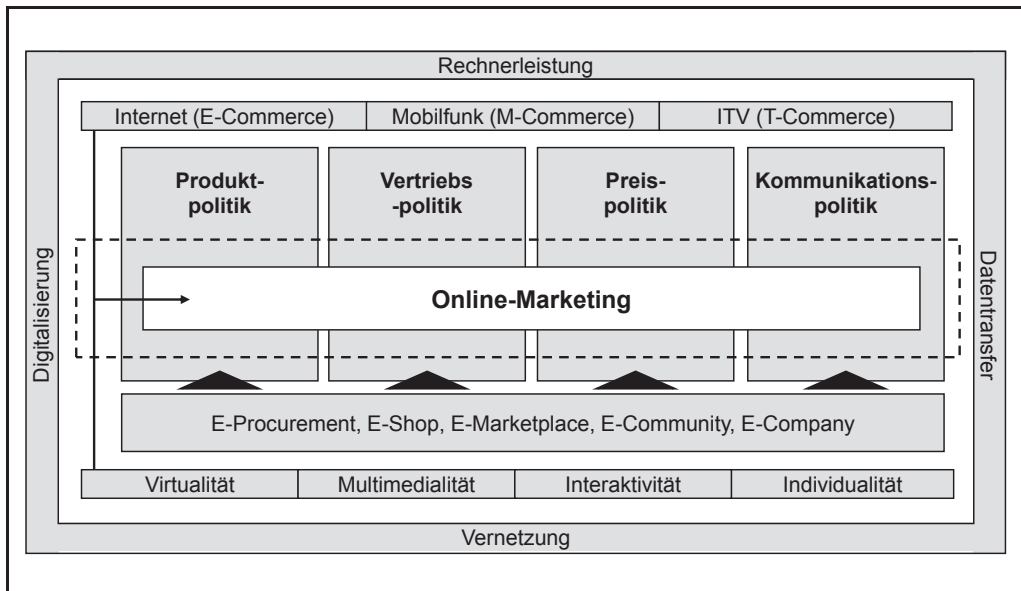 Rechnerleistung
Internet (E-Commerce)
Mobilfunk (M-Commerce)
ITV (T-Commerce)
Produkt-
politik
Vertriebs
-politik
Preis-
politik
Kommunikations-
politik
Digitalisierung
Online-Marketing
Datentransfer
E-Procurement, E-Shop, E-Marketplace, E-Community, E-Company
Virtualität
Multimedialität
Interaktivität
Individualität
Vernetzung